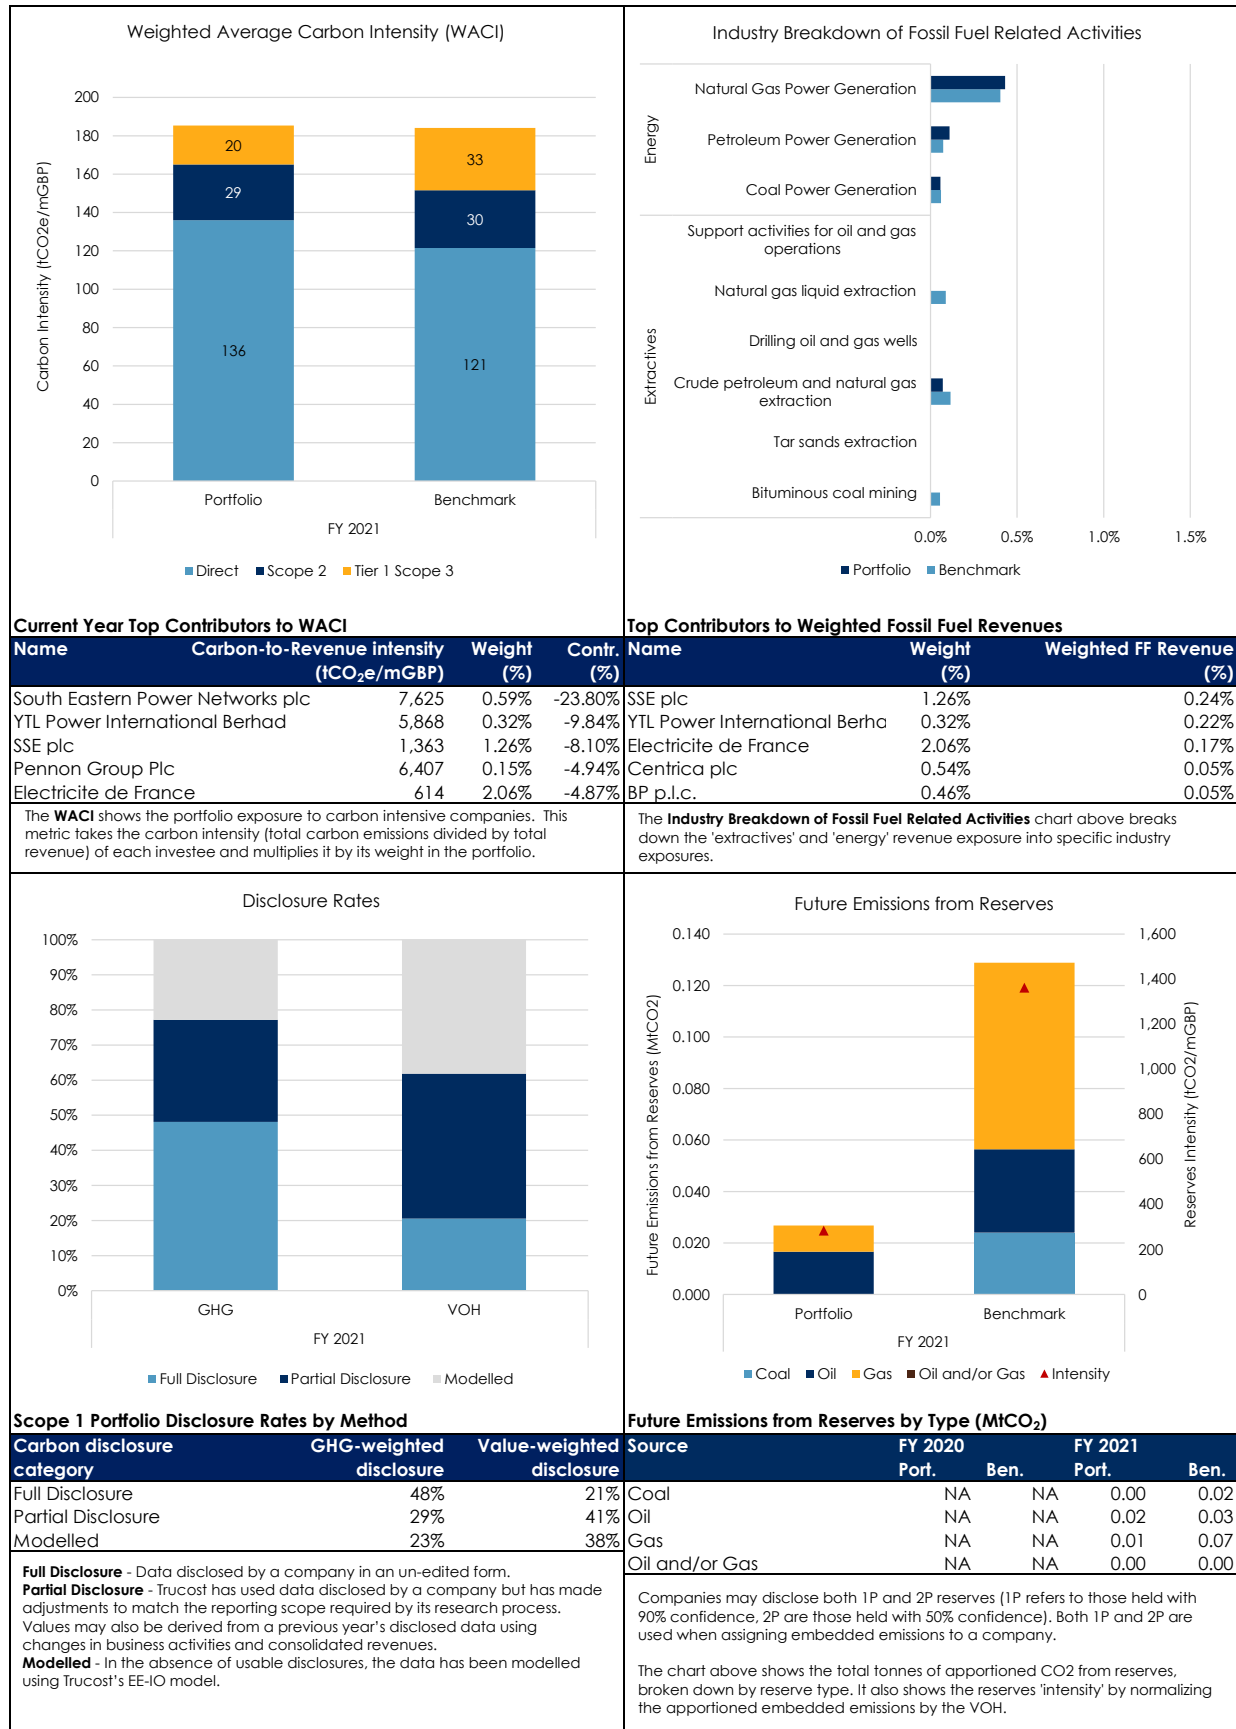 Weighted Average Carbon Intensity (WACI)
Carbon Intensity (tCO2e/mGBP)
200
180
160
140
120
100
80
60
40
20
0
20
29
136
33
30
121
Portfolio
Benchmark
FY 2021
Direct Scope 2 Tier 1 Scope 3
Industry Breakdown of Fossil Fuel Related Activities
Energy
Natural Gas Power Generation
Petroleum Power Generation
Coal Power Generation
Extractives
Support activities for oil and gas
operations
Natural gas liquid extraction
Drilling oil and gas wells
Crude petroleum and natural gas
extraction
Tar sands extraction
Bituminous coal mining
0.0% 0.5% 1.0% 1.5%
Portfolio Benchmark
Current Year Top Contributors to WACI
Name Carbon-to-Revenue intensity Weight Contr.
(tCO₂e/mGBP) (%) (%)
South Eastern Power Networks plc 7,625 0.59% -23.80%
YTL Power International Berhad 5,868 0.32% -9.84%
SSE plc 1,363 1.26% -8.10%
Pennon Group Plc 6,407 0.15% -4.94%
Electricite de France 614 2.06% -4.87%
The WACI shows the portfolio exposure to carbon intensive companies. This
metric takes the carbon intensity (total carbon emissions divided by total
revenue) of each investee and multiplies it by its weight in the portfolio.
Top Contributors to Weighted Fossil Fuel Revenues
Name Weight Weighted FF Revenue
(%) (%)
SSE plc 1.26% 0.24%
YTL Power International Berha 0.32% 0.22%
Electricite de France 2.06% 0.17%
Centrica plc 0.54% 0.05%
BP p.l.c. 0.46% 0.05%
The Industry Breakdown of Fossil Fuel Related Activities chart above breaks
down the 'extractives' and 'energy' revenue exposure into specific industry
exposures.
Disclosure Rates
100%
90%
80%
70%
60%
50%
40%
30%
20%
10%
0%
GHG VOH
FY 2021
Full Disclosure Partial Disclosure Modelled
Future Emissions from Reserves
Future Emissions from Reserves (MtCO2)
0.140
0.120
0.100
0.080
0.060
0.040
0.020
0.000
1,600
1,400
1,200
1,000
800
600
400
200
0
Reserves Intensity (tCO2/mGBP)
Portfolio Benchmark
FY 2021
Coal Oil Gas Oil and/or Gas Intensity
Scope 1 Portfolio Disclosure Rates by Method
Carbon disclosure GHG-weighted Value-weighted
category disclosure disclosure
Full Disclosure 48% 21%
Partial Disclosure 29% 41%
Modelled 23% 38%
Full Disclosure - Data disclosed by a company in an un-edited form.
Partial Disclosure - Trucost has used data disclosed by a company but has made
adjustments to match the reporting scope required by its research process.
Values may also be derived from a previous year's disclosed data using
changes in business activities and consolidated revenues.
Modelled - In the absence of usable disclosures, the data has been modelled
using Trucost's EE-IO model.
Future Emissions from Reserves by Type (MtCO₂)
Source FY 2020 FY 2021
Port. Ben. Port. Ben.
Coal NA NA 0.00 0.02
Oil NA NA 0.02 0.03
Gas NA NA 0.01 0.07
Oil and/or Gas NA NA 0.00 0.00
Companies may disclose both 1P and 2P reserves (1P refers to those held with
90% confidence, 2P are those held with 50% confidence). Both 1P and 2P are
used when assigning embedded emissions to a company.
The chart above shows the total tonnes of apportioned CO2 from reserves,
broken down by reserve type. It also shows the reserves 'intensity' by normalizing
the apportioned embedded emissions by the VOH.